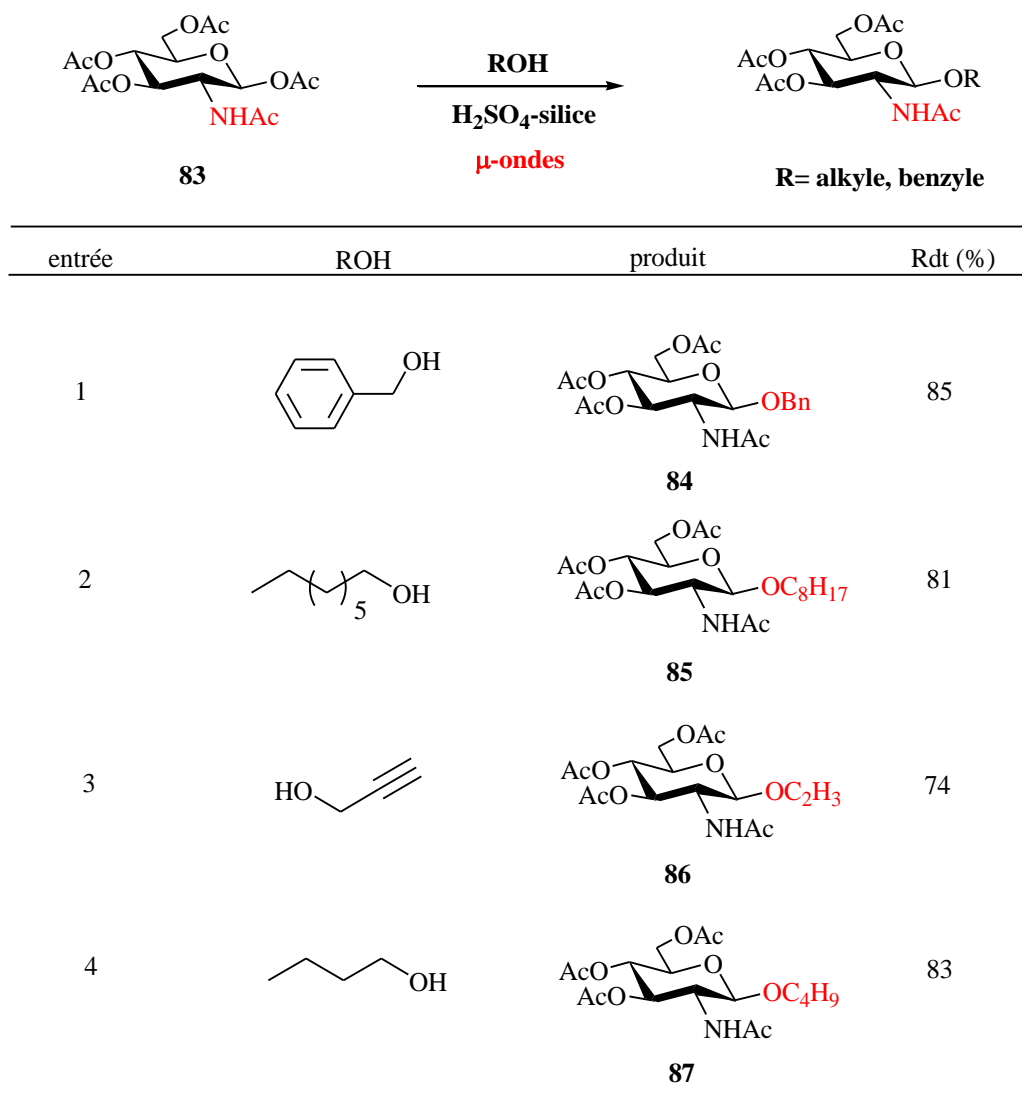 OAc
AcO
AcO
O
OAc
NHAc
83
ROH
H2SO4-silice
µ-ondes
OAc
AcO
AcO
O
OR
NHAc
R= alkyle, benzyle
entrée ROH produit Rdt (%)
1
OH
OAc
AcO
AcO
O
OBn
NHAc
84
85
2
5
OH
OAc
AcO
AcO
O
OC8H17
NHAc
85
81
3
HO
OAc
AcO
AcO
O
OC2H3
NHAc
86
74
4
OH
OAc
AcO
AcO
O
OC4H9
NHAc
87
83